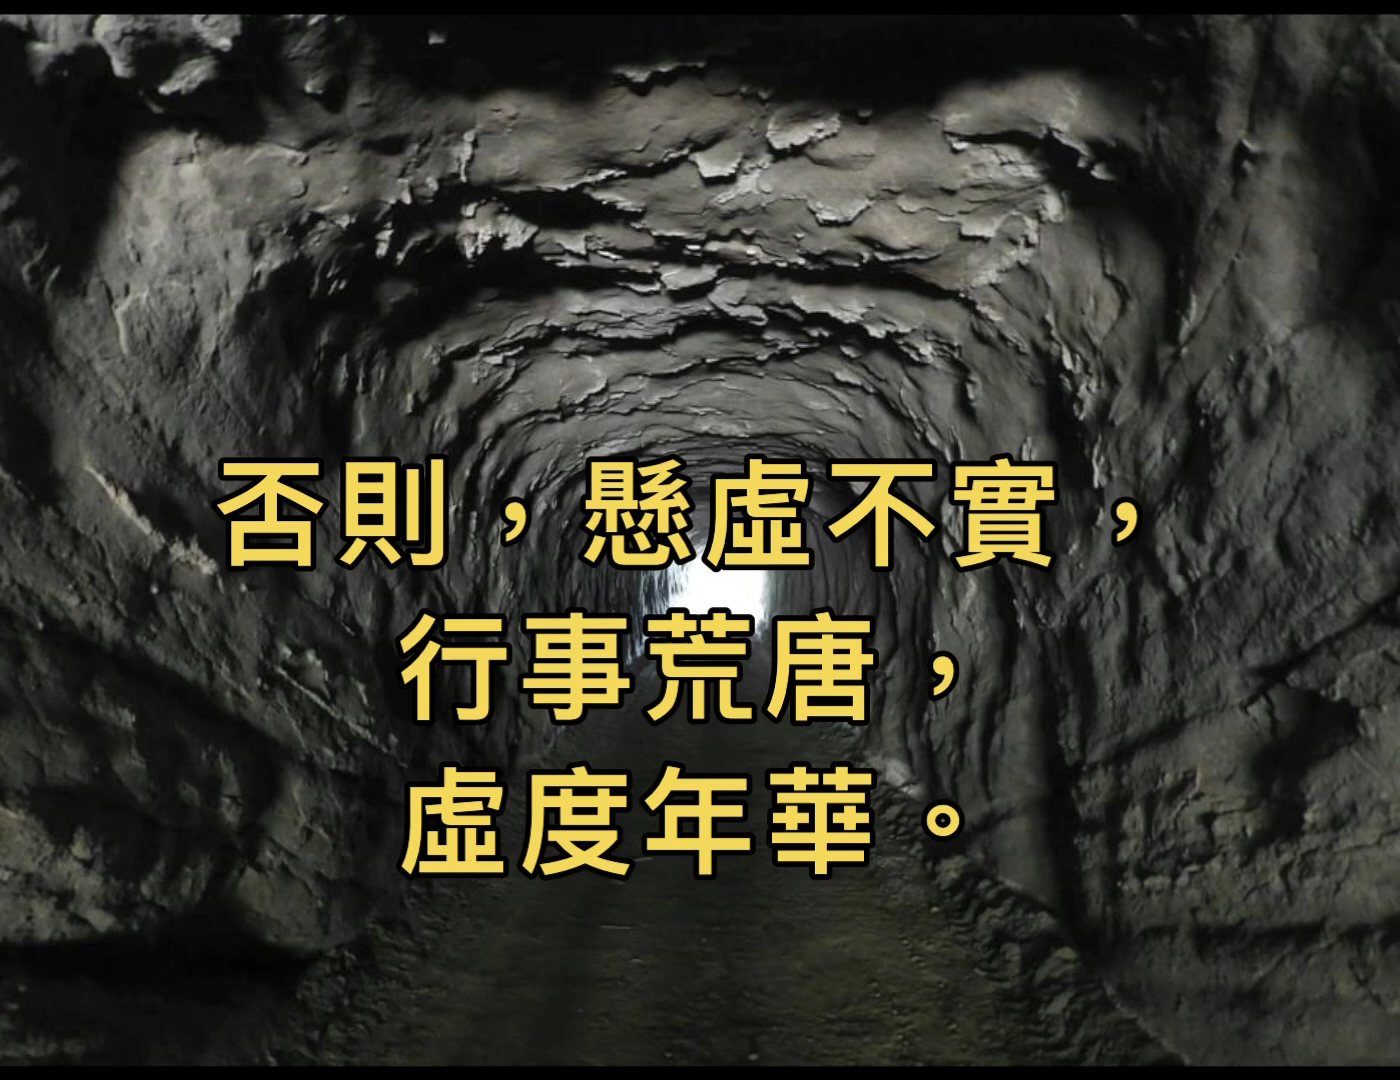 否則，懸虛不實，
行事荒唐，
虛度年華。